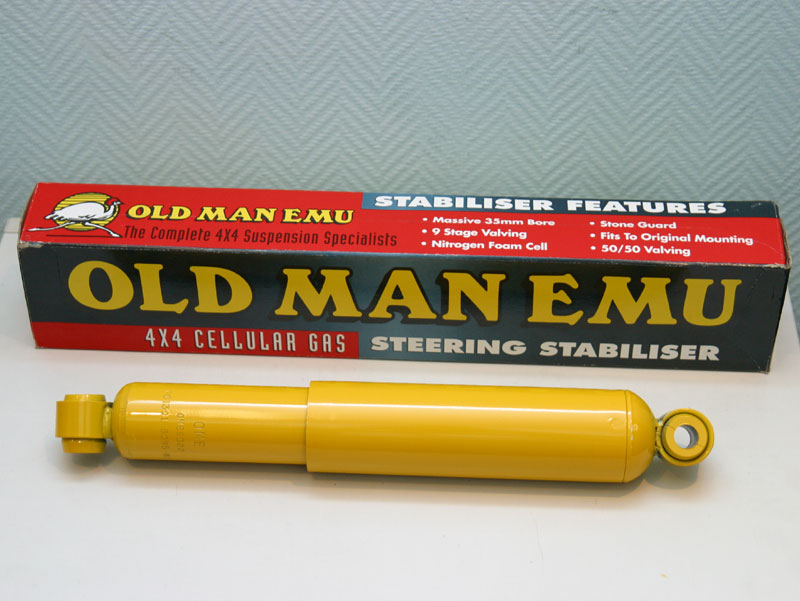 OLD MAN EMU
The Complete 4X4 Suspension Specialists
STABILISER FEATURES
• Massive 35mm Bore
• 9 Stage Valving
• Nitrogen Foam Cell
• Stone Guard
• Fits To Original Mounting
• 50/50 Valving
OLD MAN EMU
4X4 CELLULAR GAS
STEERING STABILISER